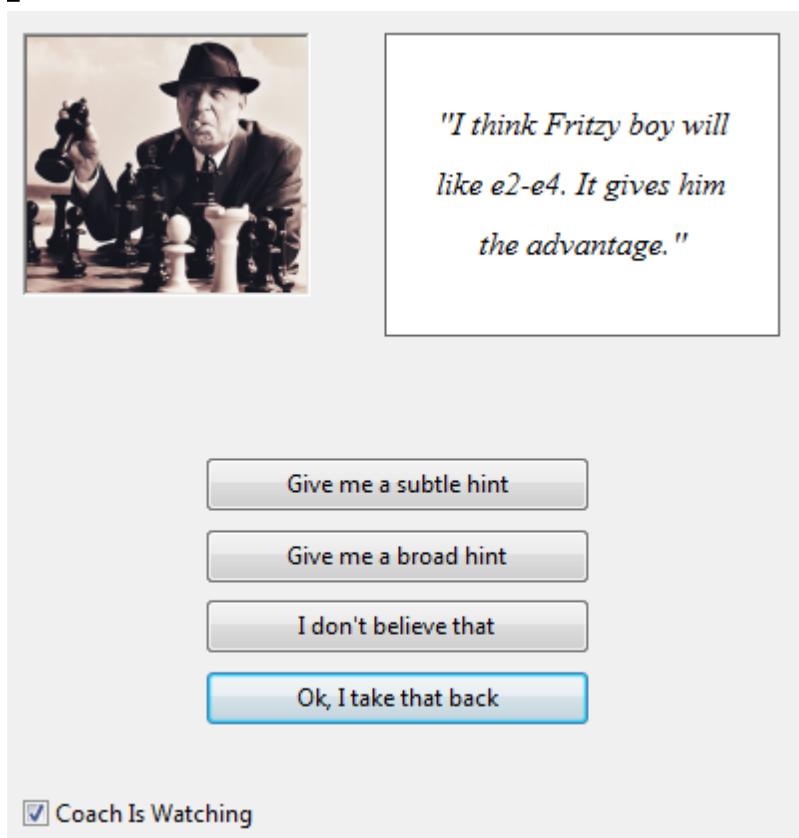 "I think Fritzy boy will
like e2-e4. It gives him
the advantage."
Give me a subtle hint
Give me a broad hint
I don't believe that
Ok, I take that back
Coach Is Watching